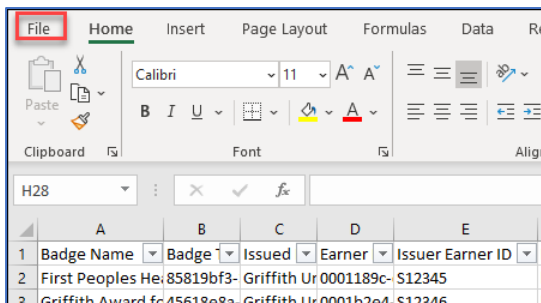 File Home Insert Page Layout Formulas Data
Calibri 11 A^ A˅
Paste B I U A
Clipboard Font
H28 fx
A B C D E
1 Badge Name Badge Issued Earner Issuer Earner ID
2 First Peoples He 85819bf3- Griffith Ur 0001189c- S12345
3 Griffith Award fo 45618e8a- Griffith Ur 0001b2e4- S12346